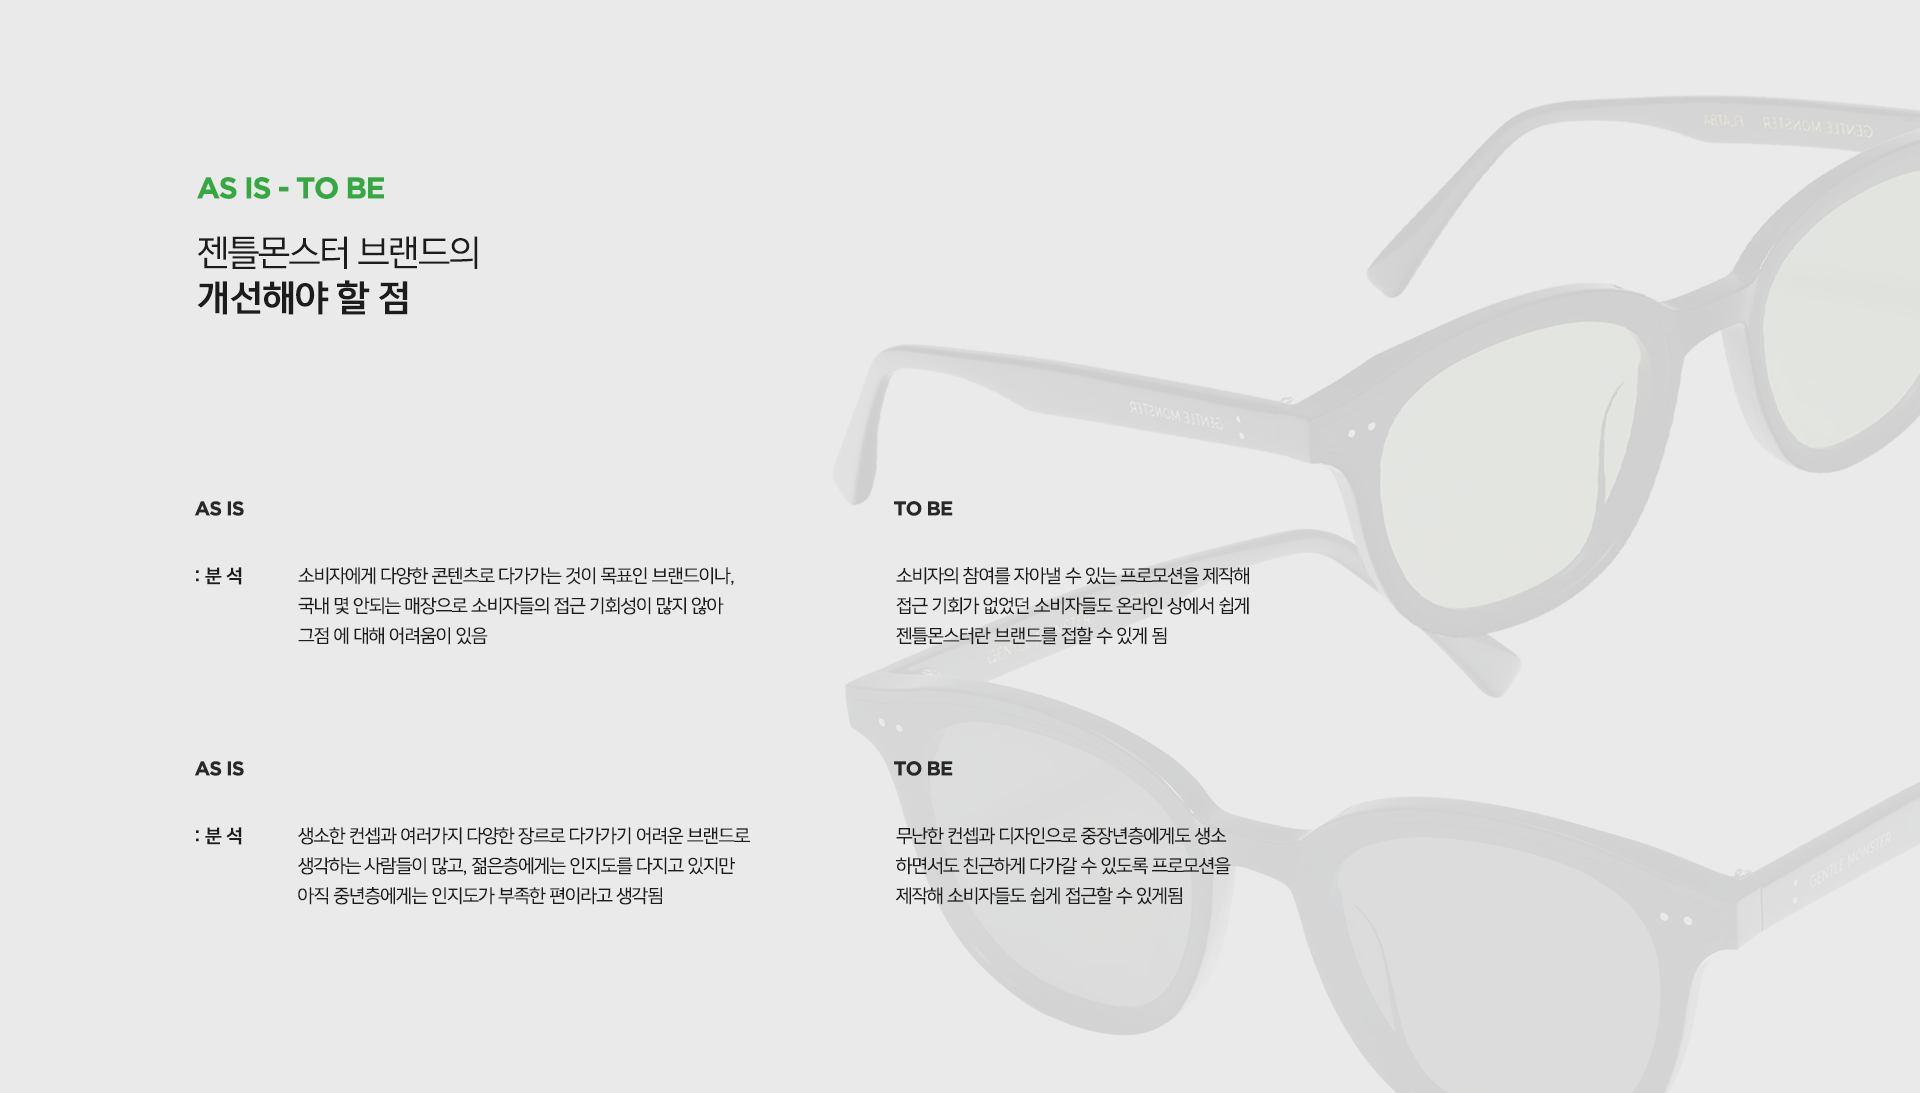 AS IS - TO BE
젠틀몬스터 브랜드의
개선해야 할 점
AS IS
: 분 석
소비자에게 다양한 콘텐츠로 다가가는 것이 목표인 브랜드이나,
국내 몇 안되는 매장으로 소비자들의 접근 기회성이 많지 않아
그점 에 대해 어려움이 있음
TO BE
소비자의 참여를 자아낼 수 있는 프로모션을 제작해
접근 기회가 없었던 소비자들도 온라인 상에서 쉽게
젠틀몬스터란 브랜드를 접할 수 있게 됨
AS IS
: 분 석
생소한 컨셉과 여러가지 다양한 장르로 다가가기 어려운 브랜드로
생각하는 사람들이 많고, 젊은층에게는 인지도를 다지고 있지만
아직 중년층에게는 인지도가 부족한 편이라고 생각됨
TO BE
무난한 컨셉과 디자인으로 중장년층에게도 생소
하면서도 친근하게 다가갈 수 있도록 프로모션을
제작해 소비자들도 쉽게 접근할 수 있게됨
GENTLE MONSTER FLATBA
GENTLE MONSTER
GENTLE MONSTER